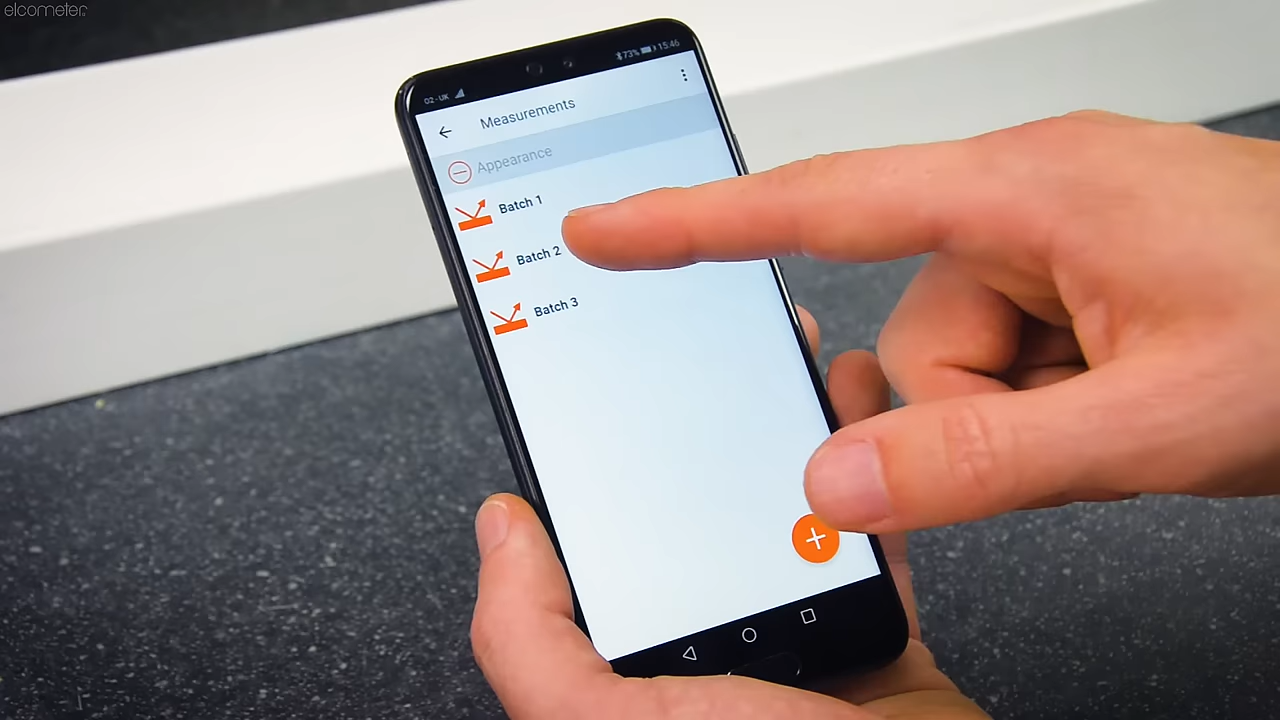 elcometer
O2 - UK
73% 15:46
Measurements
Appearance
Batch 1
Batch 2
Batch 3